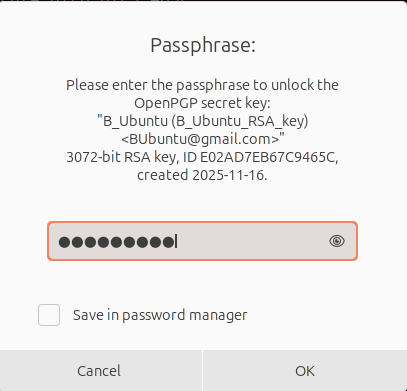 Passphrase:
Please enter the passphrase to unlock the
OpenPGP secret key:
"B_Ubuntu (B_Ubuntu_RSA_key)
<BUbuntu@gmail.com>"
3072-bit RSA key, ID E02AD7EB67C9465C,
created 2025-11-16.
●●●●●●●●●
Save in password manager
Cancel
OK